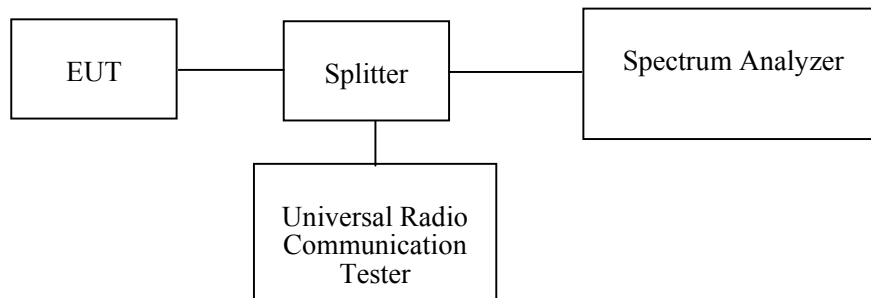 EUT
Splitter
Spectrum Analyzer
Universal Radio
Communication
Tester